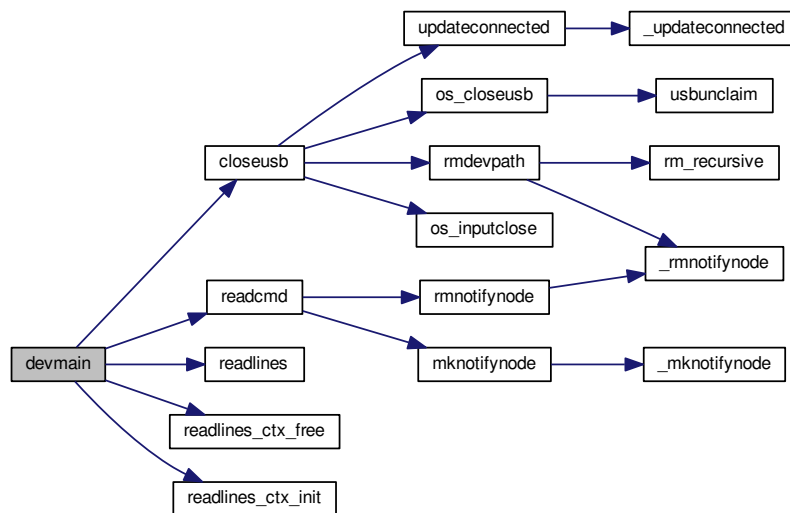 updateconnected
_updateconnected
os_closeusb
usbunclaim
closeusb
rmdevpath
rm_recursive
os_inputclose
_rmnotifynode
readcmd
rmnotifynode
devmain
readlines
mknotifynode
_mknotifynode
readlines_ctx_free
readlines_ctx_init